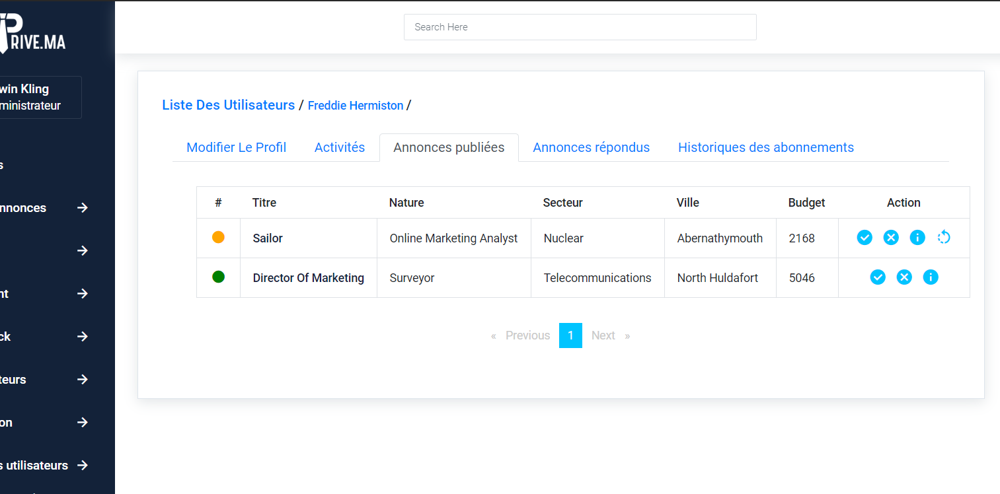 RIVE.MA
Search Here
win Kling
ministrateur
Liste Des Utilisateurs / Freddie Hermiston /
Modifier Le Profil Activités Annonces publiées Annonces répondus Historiques des abonnements
s
nnonces
nt
ck
teurs
on
s utilisateurs
# Titre Nature Secteur Ville Budget Action
Sailor Online Marketing Analyst Nuclear Abernathymouth 2168
Director Of Marketing Surveyor Telecommunications North Huldafort 5046
« Previous 1 Next »